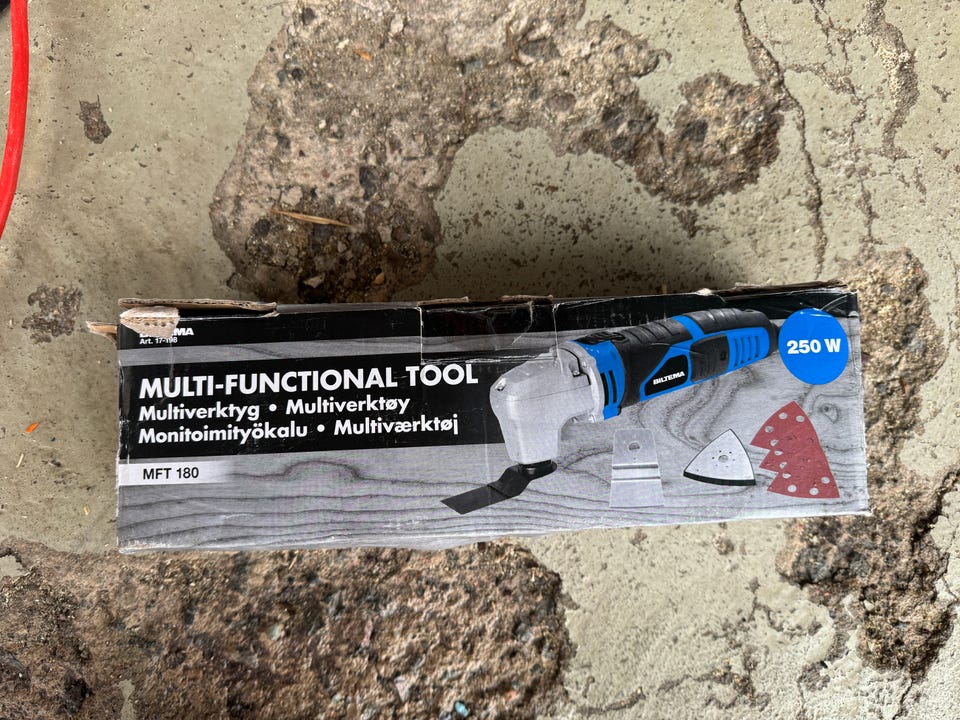 Art. 17-198
MULTI-FUNCTIONAL TOOL
Multiverktyg • Multiverktøy
Monitoimityökalu • Multiværktøj
MFT 180
BILTEMA
250 W